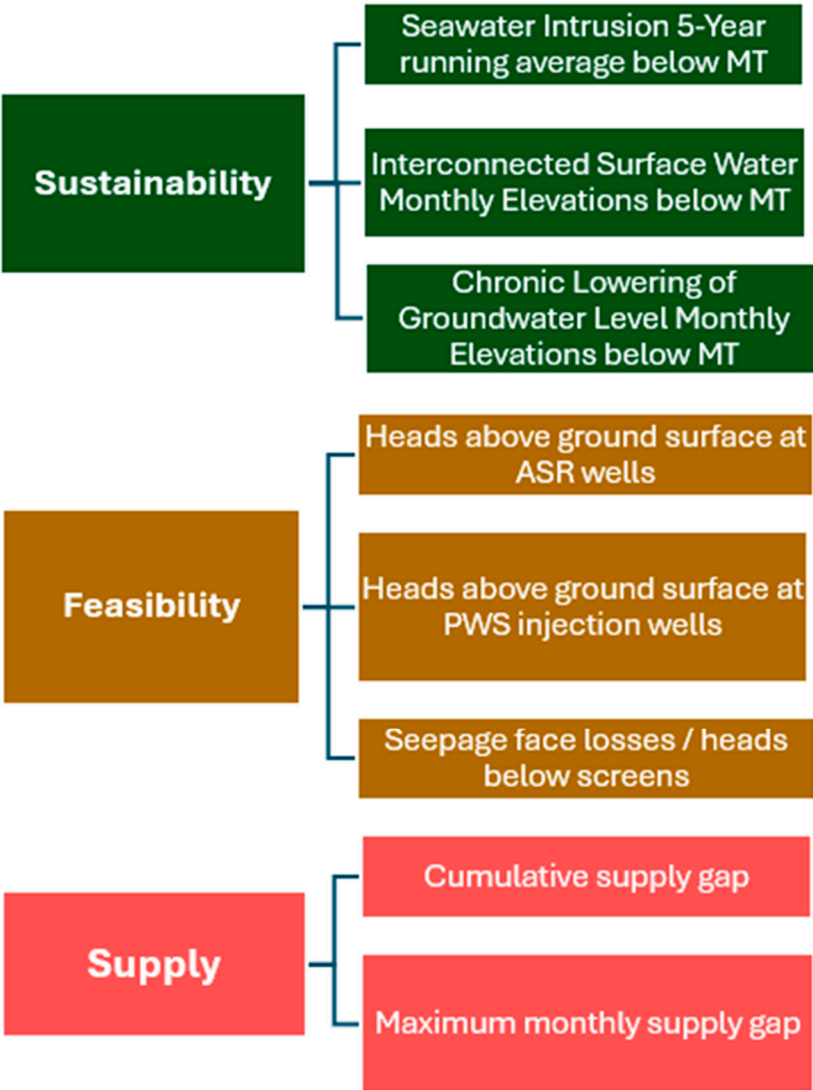 Sustainability
Seawater Intrusion 5-Year
running average below MT
Interconnected Surface Water
Monthly Elevations below MT
Chronic Lowering of
Groundwater Level Monthly
Elevations below MT
Feasibility
Heads above ground surface at
ASR wells
Heads above ground surface at
PWS injection wells
Seepage face losses / heads
below screens
Supply
Cumulative supply gap
Maximum monthly supply gap